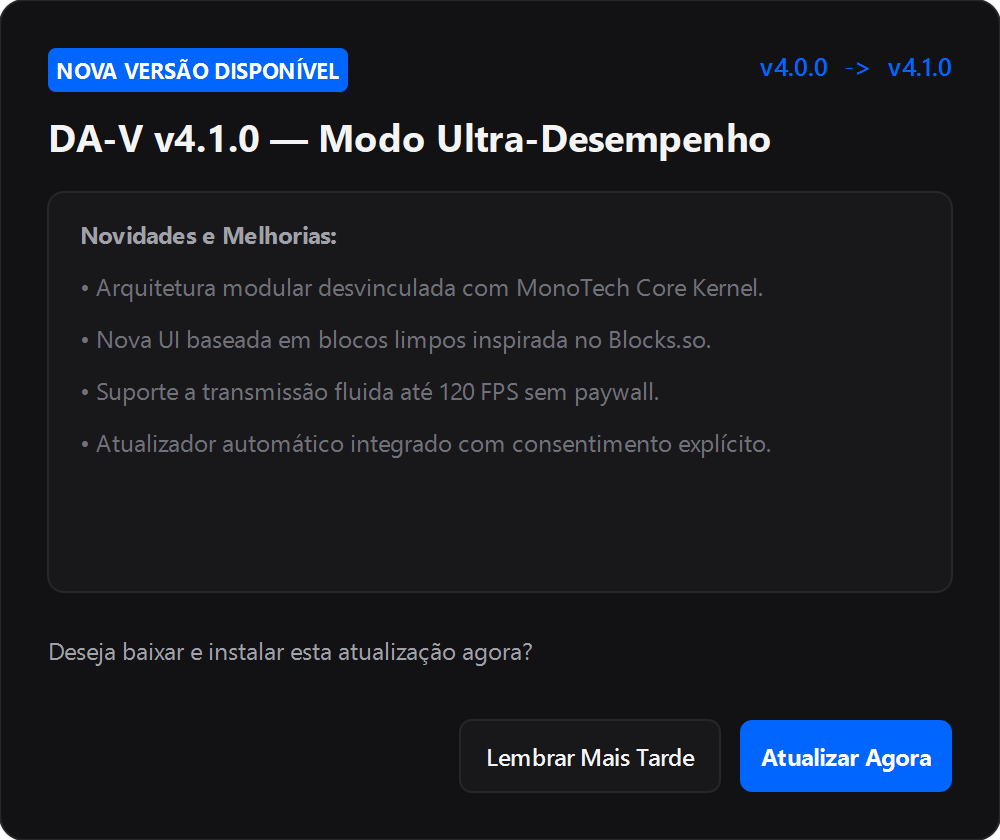 NOVA VERSÃO DISPONÍVEL
v4.0.0 -> v4.1.0
DA-V v4.1.0 — Modo Ultra-Desempenho
Novidades e Melhorias:
• Arquitetura modular desvinculada com MonoTech Core Kernel.
• Nova UI baseada em blocos limpos inspirada no Blocks.so.
• Suporte a transmissão fluida até 120 FPS sem paywall.
• Atualizador automático integrado com consentimento explícito.
Deseja baixar e instalar esta atualização agora?
Lembrar Mais Tarde
Atualizar Agora